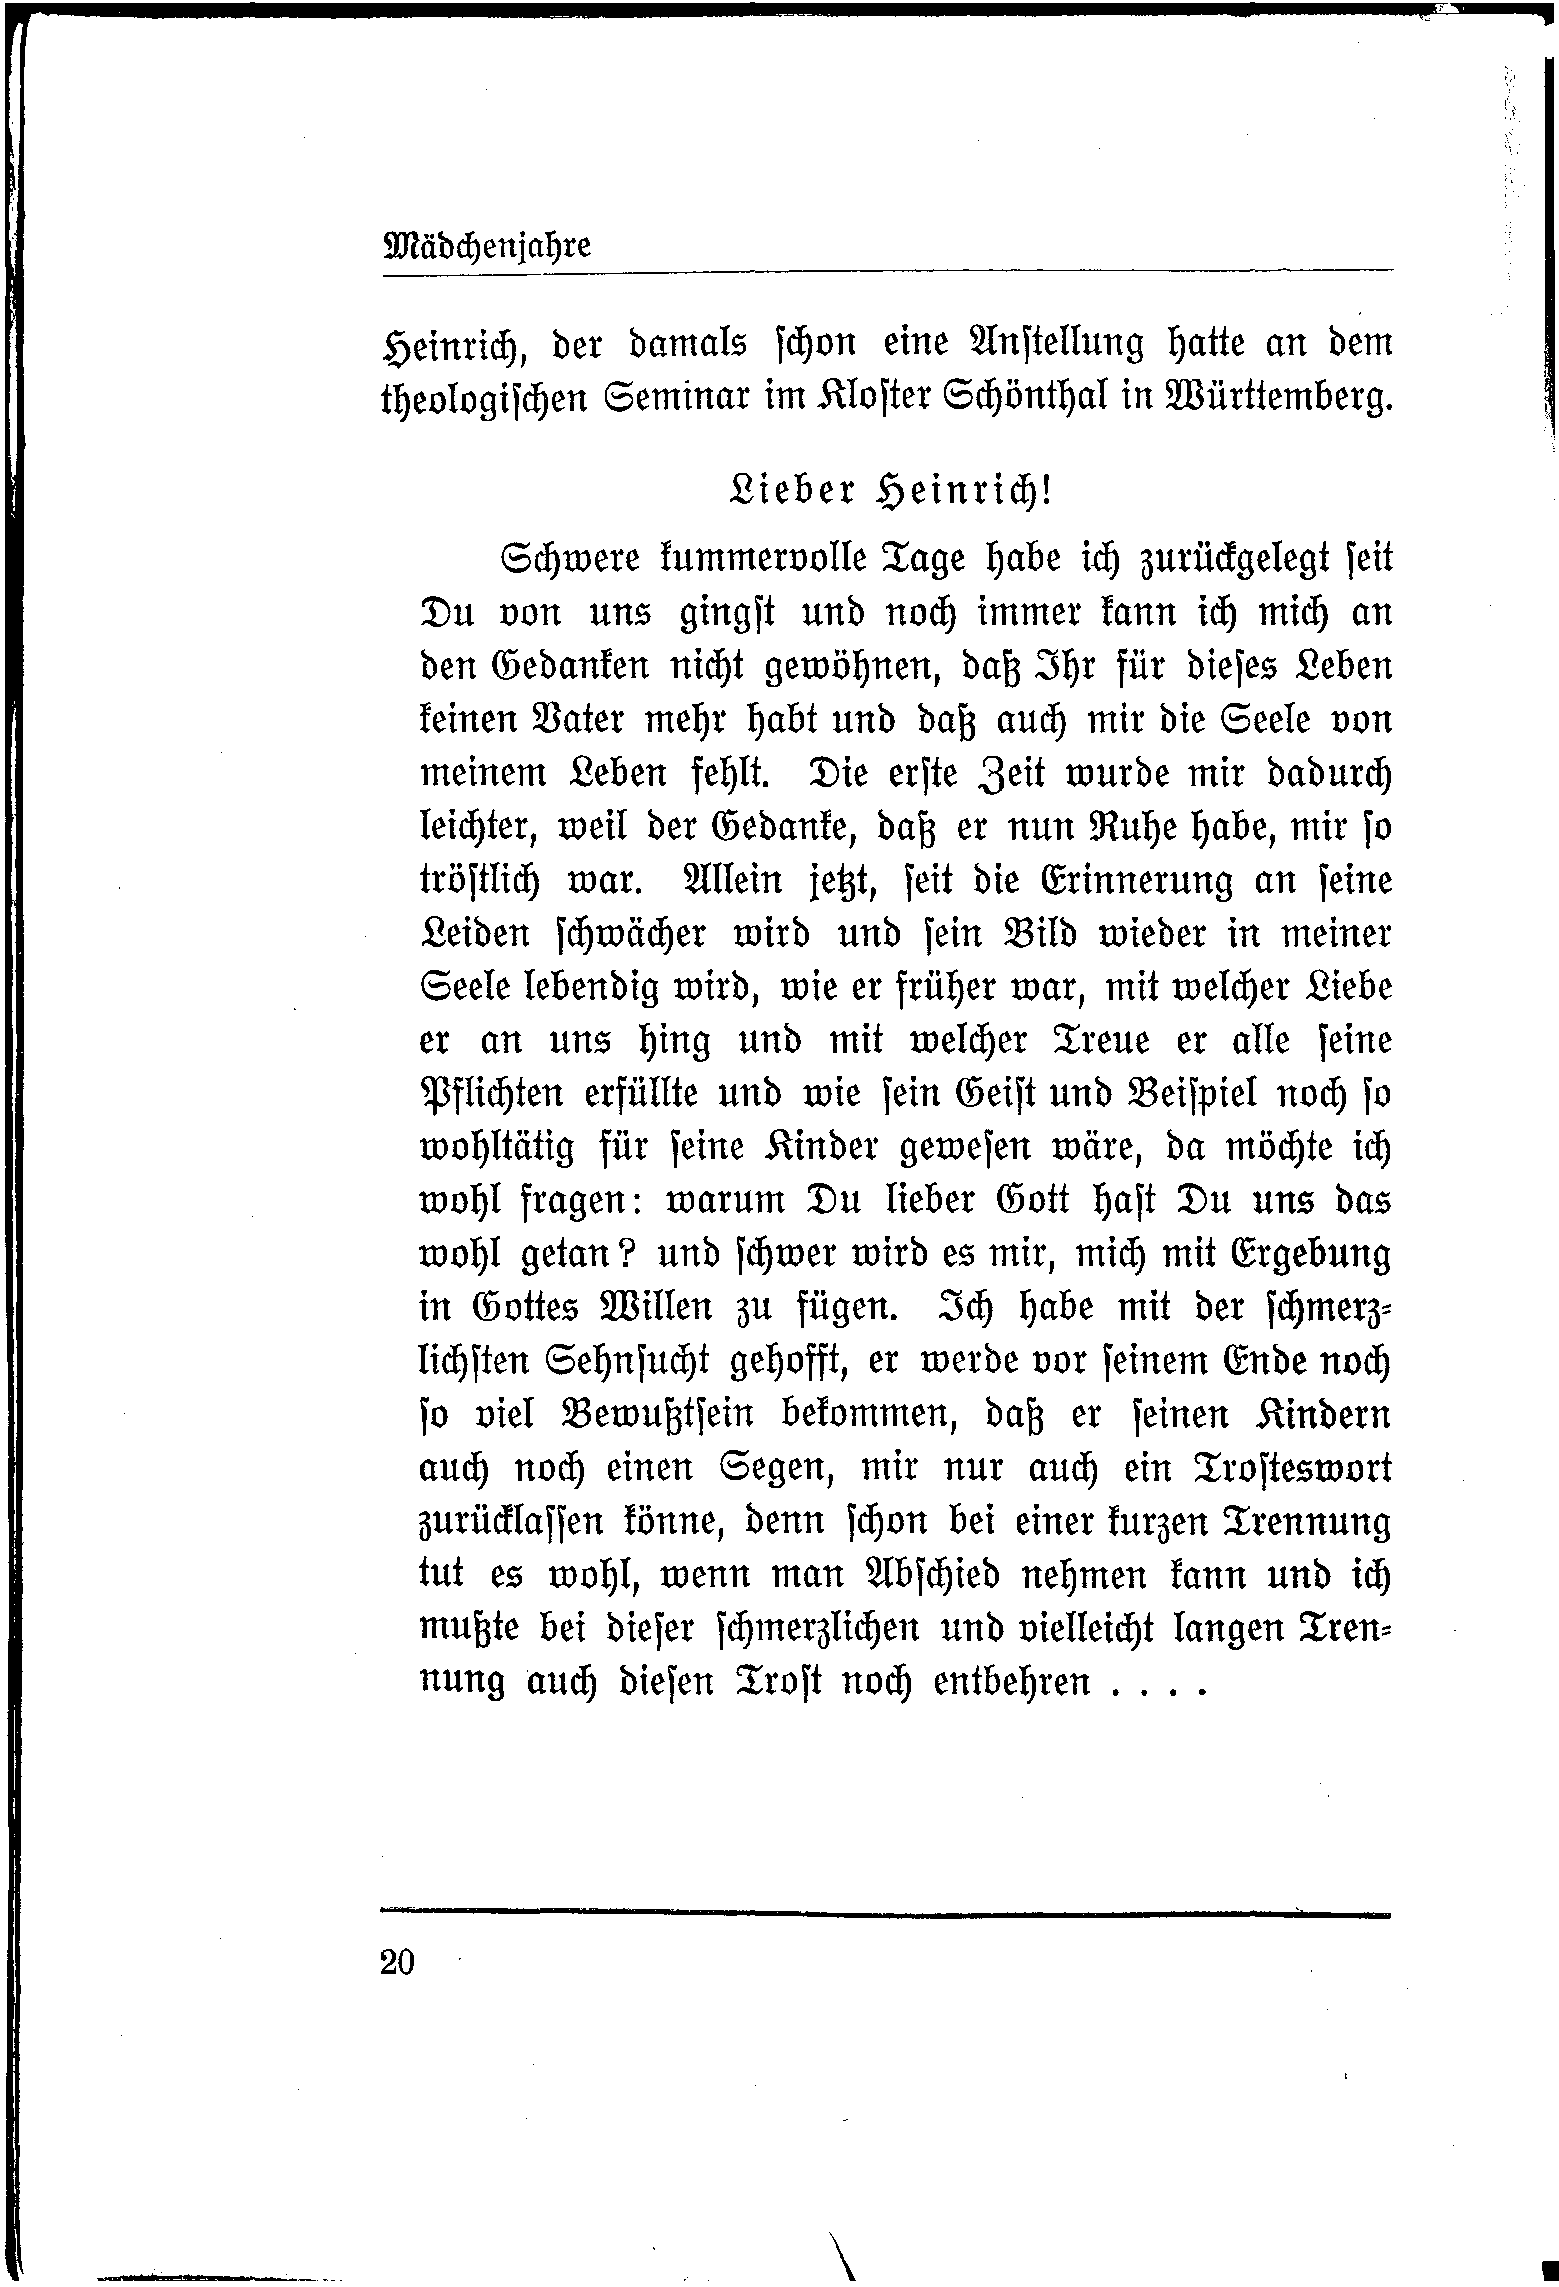 Mädchenjahre
Heinrich, der damals schon eine Anstellung hatte an dem
theologischen Seminar im Kloster Schönthal in Württemberg.
Lieber Heinrich!
Schwere kummervolle Tage habe ich zurückgelegt seit
Du von uns gingst und noch immer kann ich mich an
den Gedanken nicht gewöhnen, daß Ihr für dieses Leben
keinen Vater mehr habt und daß auch mir die Seele von
meinem Leben fehlt. Die erste Zeit wurde mir dadurch
leichter, weil der Gedanke, daß er nun Ruhe habe, mir so
tröstlich war. Allein jetzt, seit die Erinnerung an seine
Leiden schwächer wird und sein Bild wieder in meiner
Seele lebendig wird, wie er früher war, mit welcher Liebe
er an uns hing und mit welcher Treue er alle seine
Pflichten erfüllte und wie sein Geist und Beispiel noch so
wohltätig für seine Kinder gewesen wäre, da möchte ich
wohl fragen: warum Du lieber Gott hast Du uns das
wohl getan? und schwer wird es mir, mich mit Ergebung
in Gottes Willen zu fügen. Ich habe mit der schmerz-
lichsten Sehnsucht gehofft, er werde vor seinem Ende noch
so viel Bewußtsein bekommen, daß er seinen Kindern
auch noch einen Segen, mir nur auch ein Trosteswort
zurücklassen könne, denn schon bei einer kurzen Trennung
tut es wohl, wenn man Abschied nehmen kann und ich
mußte bei dieser schmerzlichen und vielleicht langen Tren-
nung auch diesen Trost noch entbehren . . . .
20